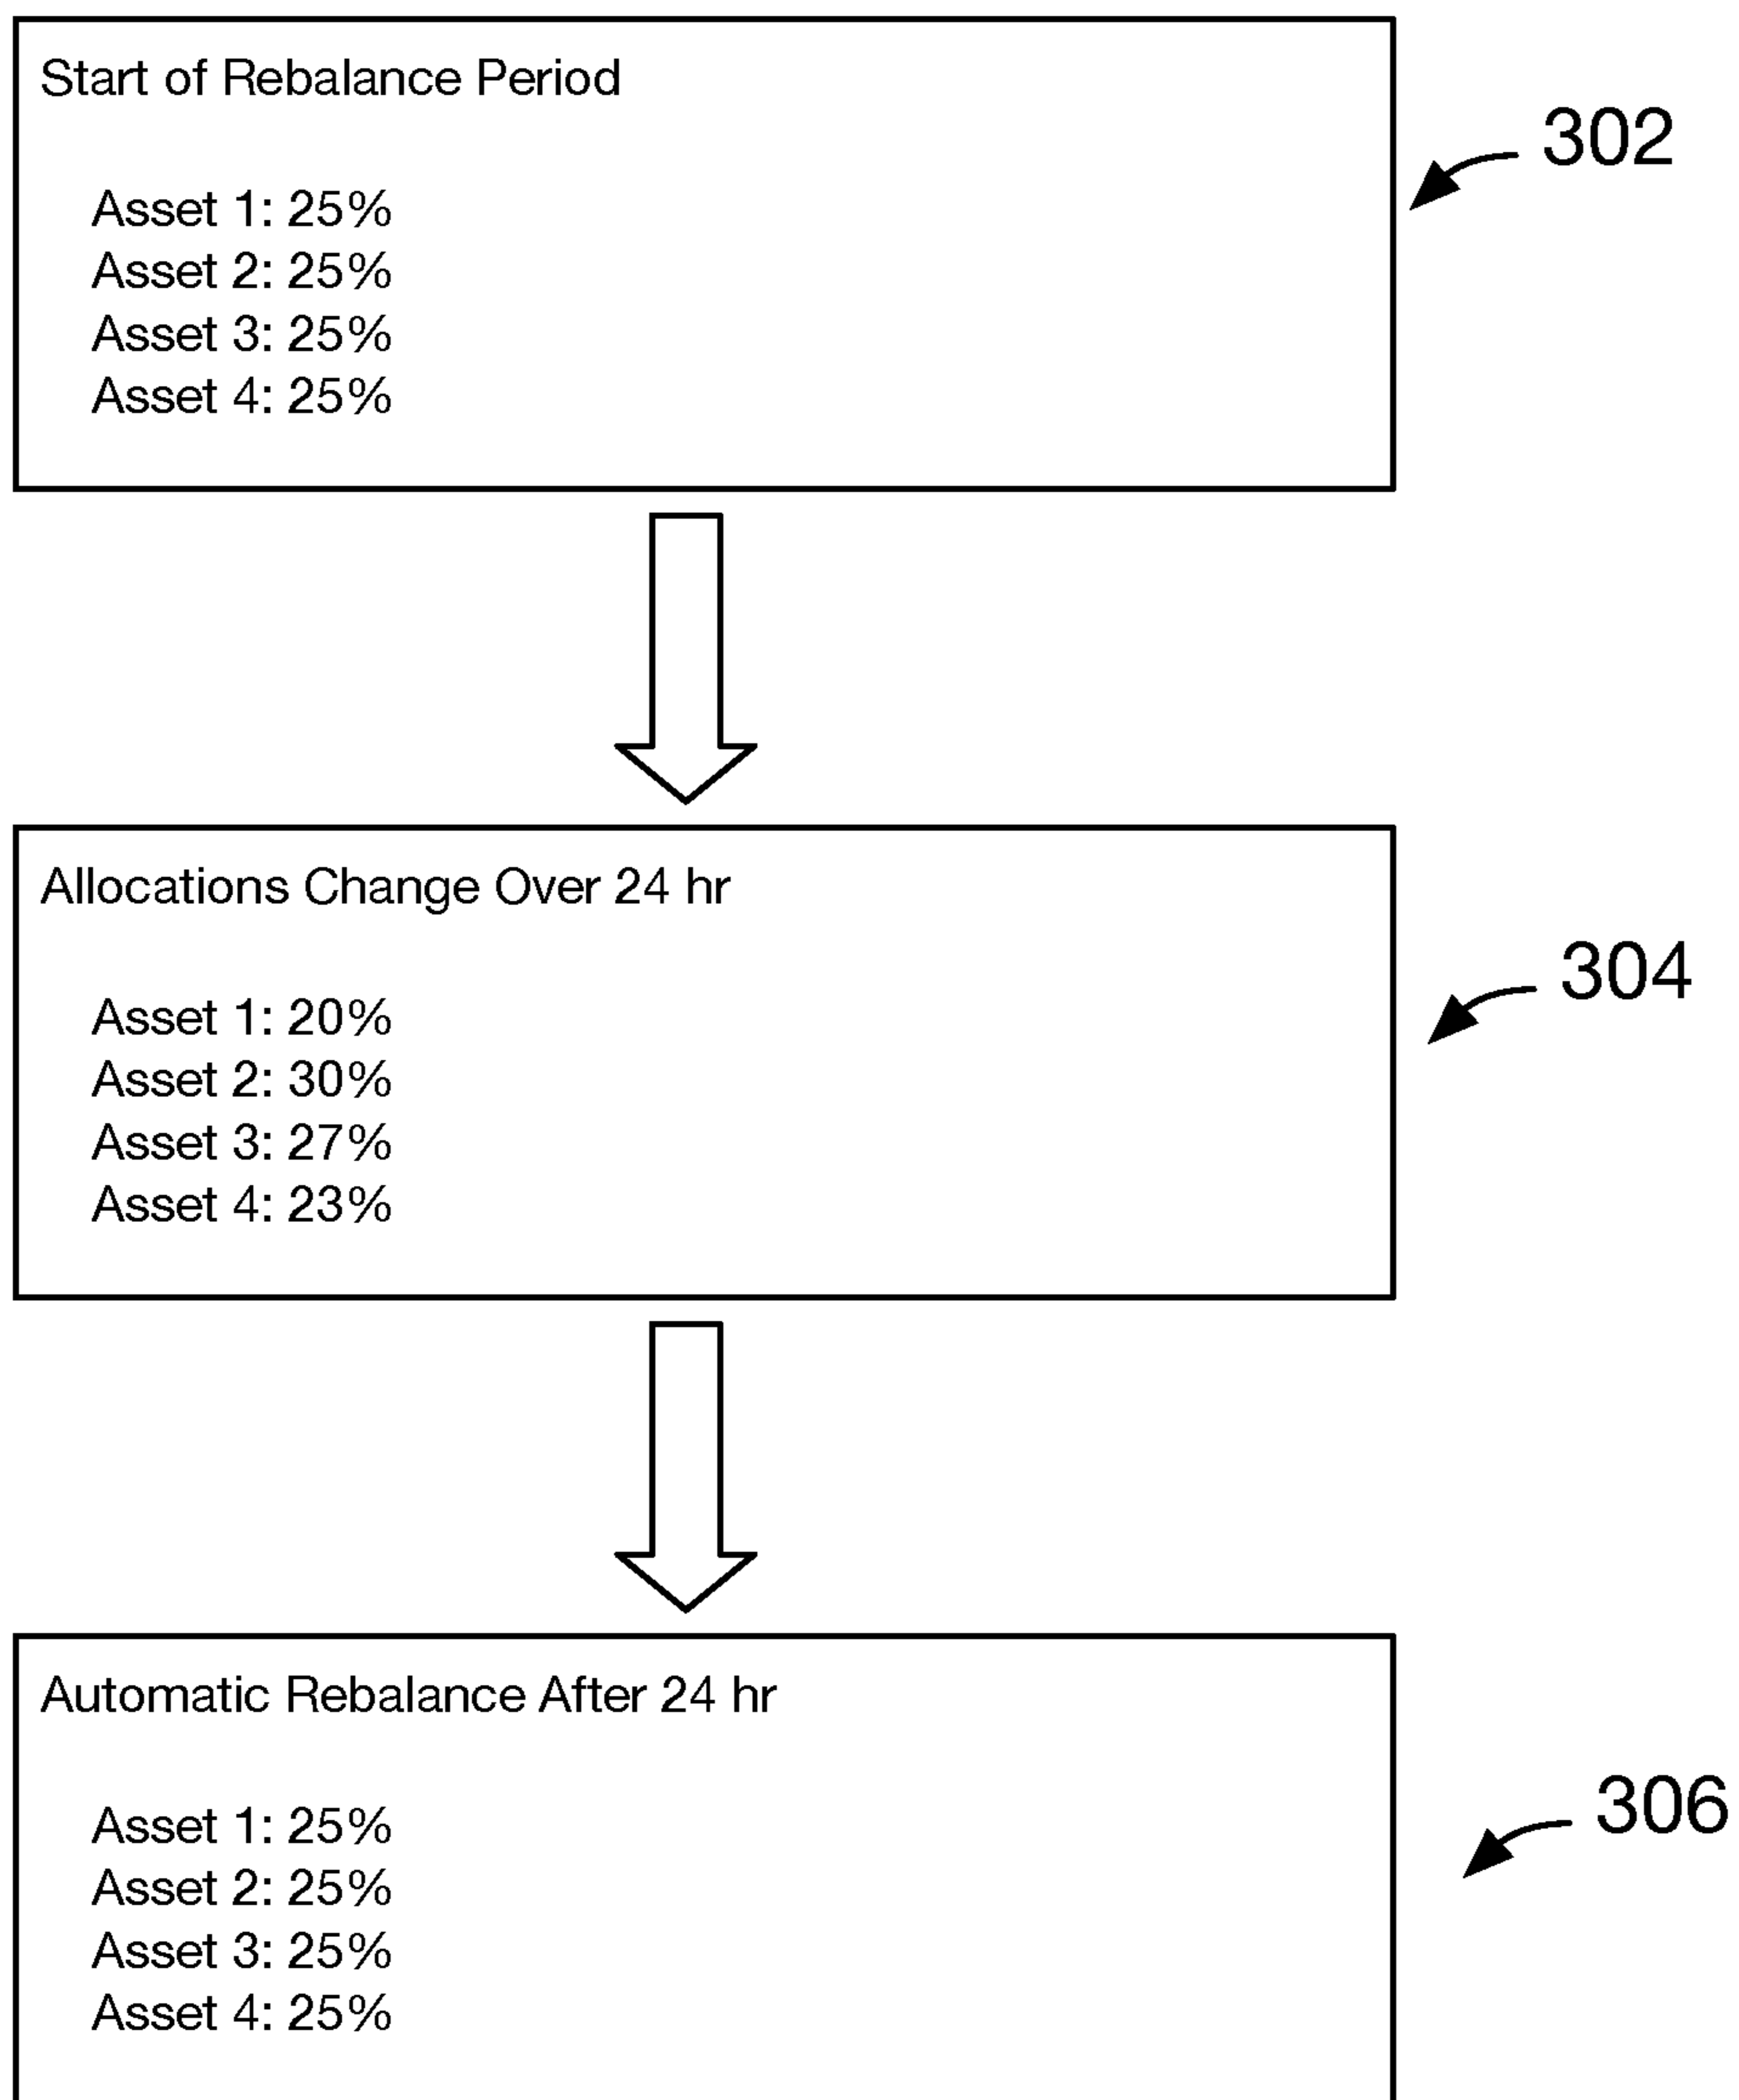 Start of Rebalance Period
302
Asset 1: 25%
Asset 2: 25%
Asset 3: 25%
Asset 4: 25%
Allocations Change Over 24 hr
304
Asset 1: 20%
Asset 2: 30%
Asset 3: 27%
Asset 4: 23%
Automatic Rebalance After 24 hr
306
Asset 1: 25%
Asset 2: 25%
Asset 3: 25%
Asset 4: 25%